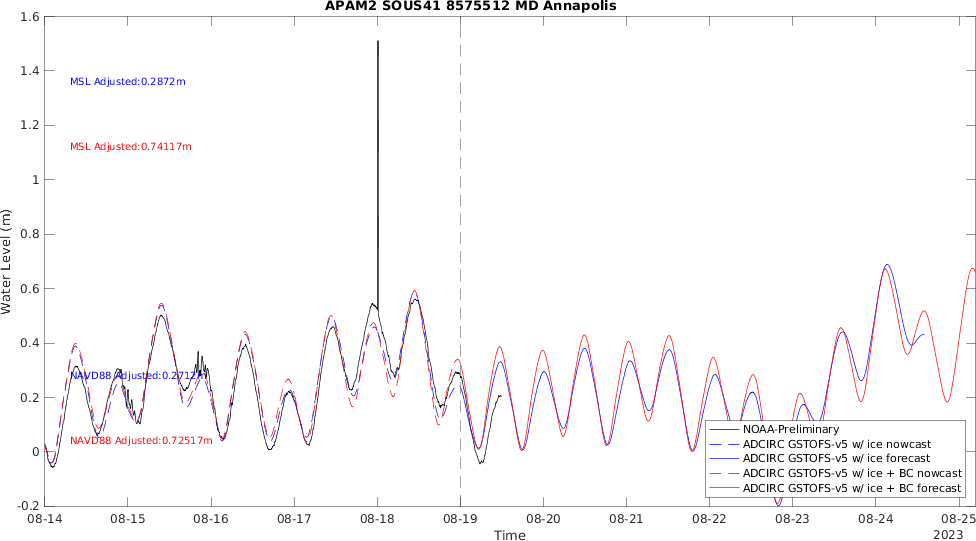 APAM2 SOUS41 8575512 MD Annapolis
1.6
1.4
1.2
1
0.8
0.6
0.4
0.2
0
-0.2
Water Level (m)
MSL Adjusted:0.2872m
MSL Adjusted:0.74117m
NAVD88 Adjusted:0.2712
NAVD88 Adjusted:0.72517m
NOAA-Preliminary
ADCIRC GSTOFS-v5 w/ ice nowcast
ADCIRC GSTOFS-v5 w/ ice forecast
ADCIRC GSTOFS-v5 w/ ice + BC nowcast
ADCIRC GSTOFS-v5 w/ ice + BC forecast
08-14 08-15 08-16 08-17 08-18 08-19 08-20 08-21 08-22 08-23 08-24 08-25
Time
2023